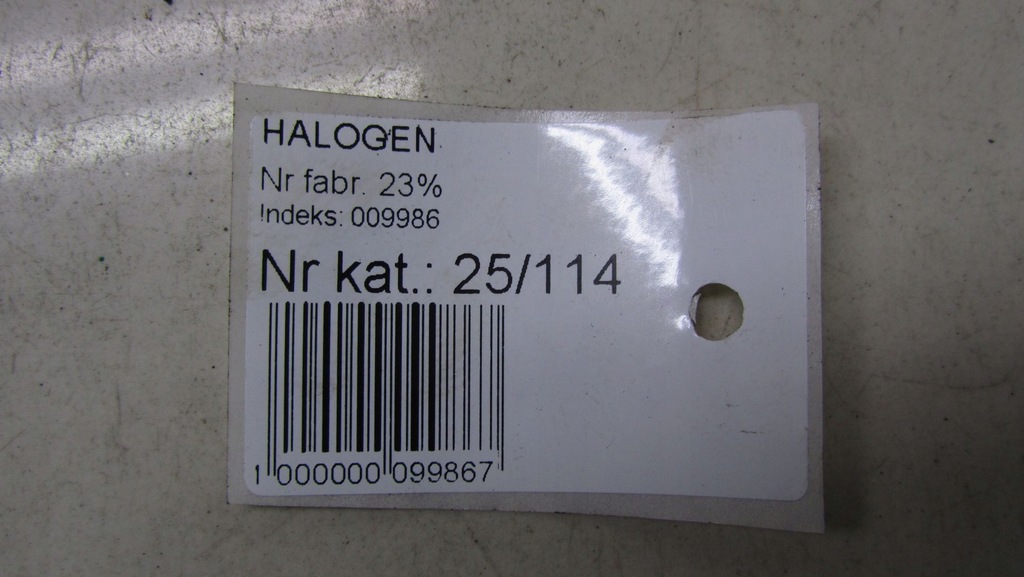 HALOGEN
Nr fabr. 23%
Indeks: 009986
Nr kat.: 25/114
1 000000 099867